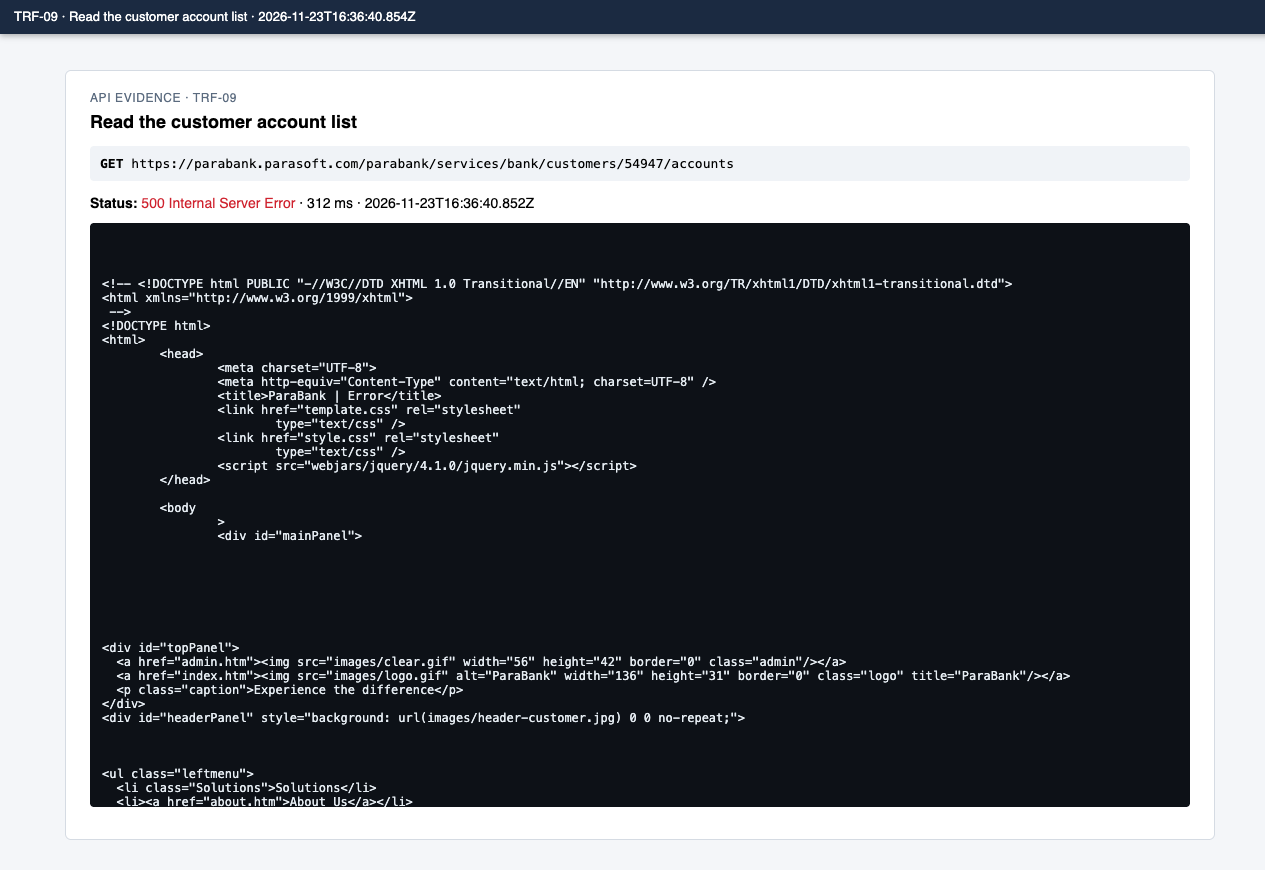 TRF-09 · Read the customer account list · 2026-11-23T16:36:40.854Z
API EVIDENCE · TRF-09
Read the customer account list
GET https://parabank.parasoft.com/parabank/services/bank/customers/54947/accounts
Status: 500 Internal Server Error · 312 ms · 2026-11-23T16:36:40.852Z
<!-- <!DOCTYPE html PUBLIC "-//W3C//DTD XHTML 1.0 Transitional//EN" "http://www.w3.org/TR/xhtml1/DTD/xhtml1-transitional.dtd">
<html xmlns="http://www.w3.org/1999/xhtml">
-->
<!DOCTYPE html>
<html>
<head>
<meta charset="UTF-8">
<meta http-equiv="Content-Type" content="text/html; charset=UTF-8" />
<title>ParaBank | Error</title>
<link href="template.css" rel="stylesheet"
type="text/css" />
<link href="style.css" rel="stylesheet"
type="text/css" />
<script src="webjars/jquery/4.1.0/jquery.min.js"></script>
</head>
<body
>
<div id="mainPanel">
<div id="topPanel">
<a href="admin.htm"><img src="images/clear.gif" width="56" height="42" border="0" class="admin"/></a>
<a href="index.htm"><img src="images/logo.gif" alt="ParaBank" width="136" height="31" border="0" class="logo" title="ParaBank"/></a>
<p class="caption">Experience the difference</p>
</div>
<div id="headerPanel" style="background: url(images/header-customer.jpg) 0 0 no-repeat;">
<ul class="leftmenu">
<li class="Solutions">Solutions</li>
<li><a href="about.htm">About Us</a></li>